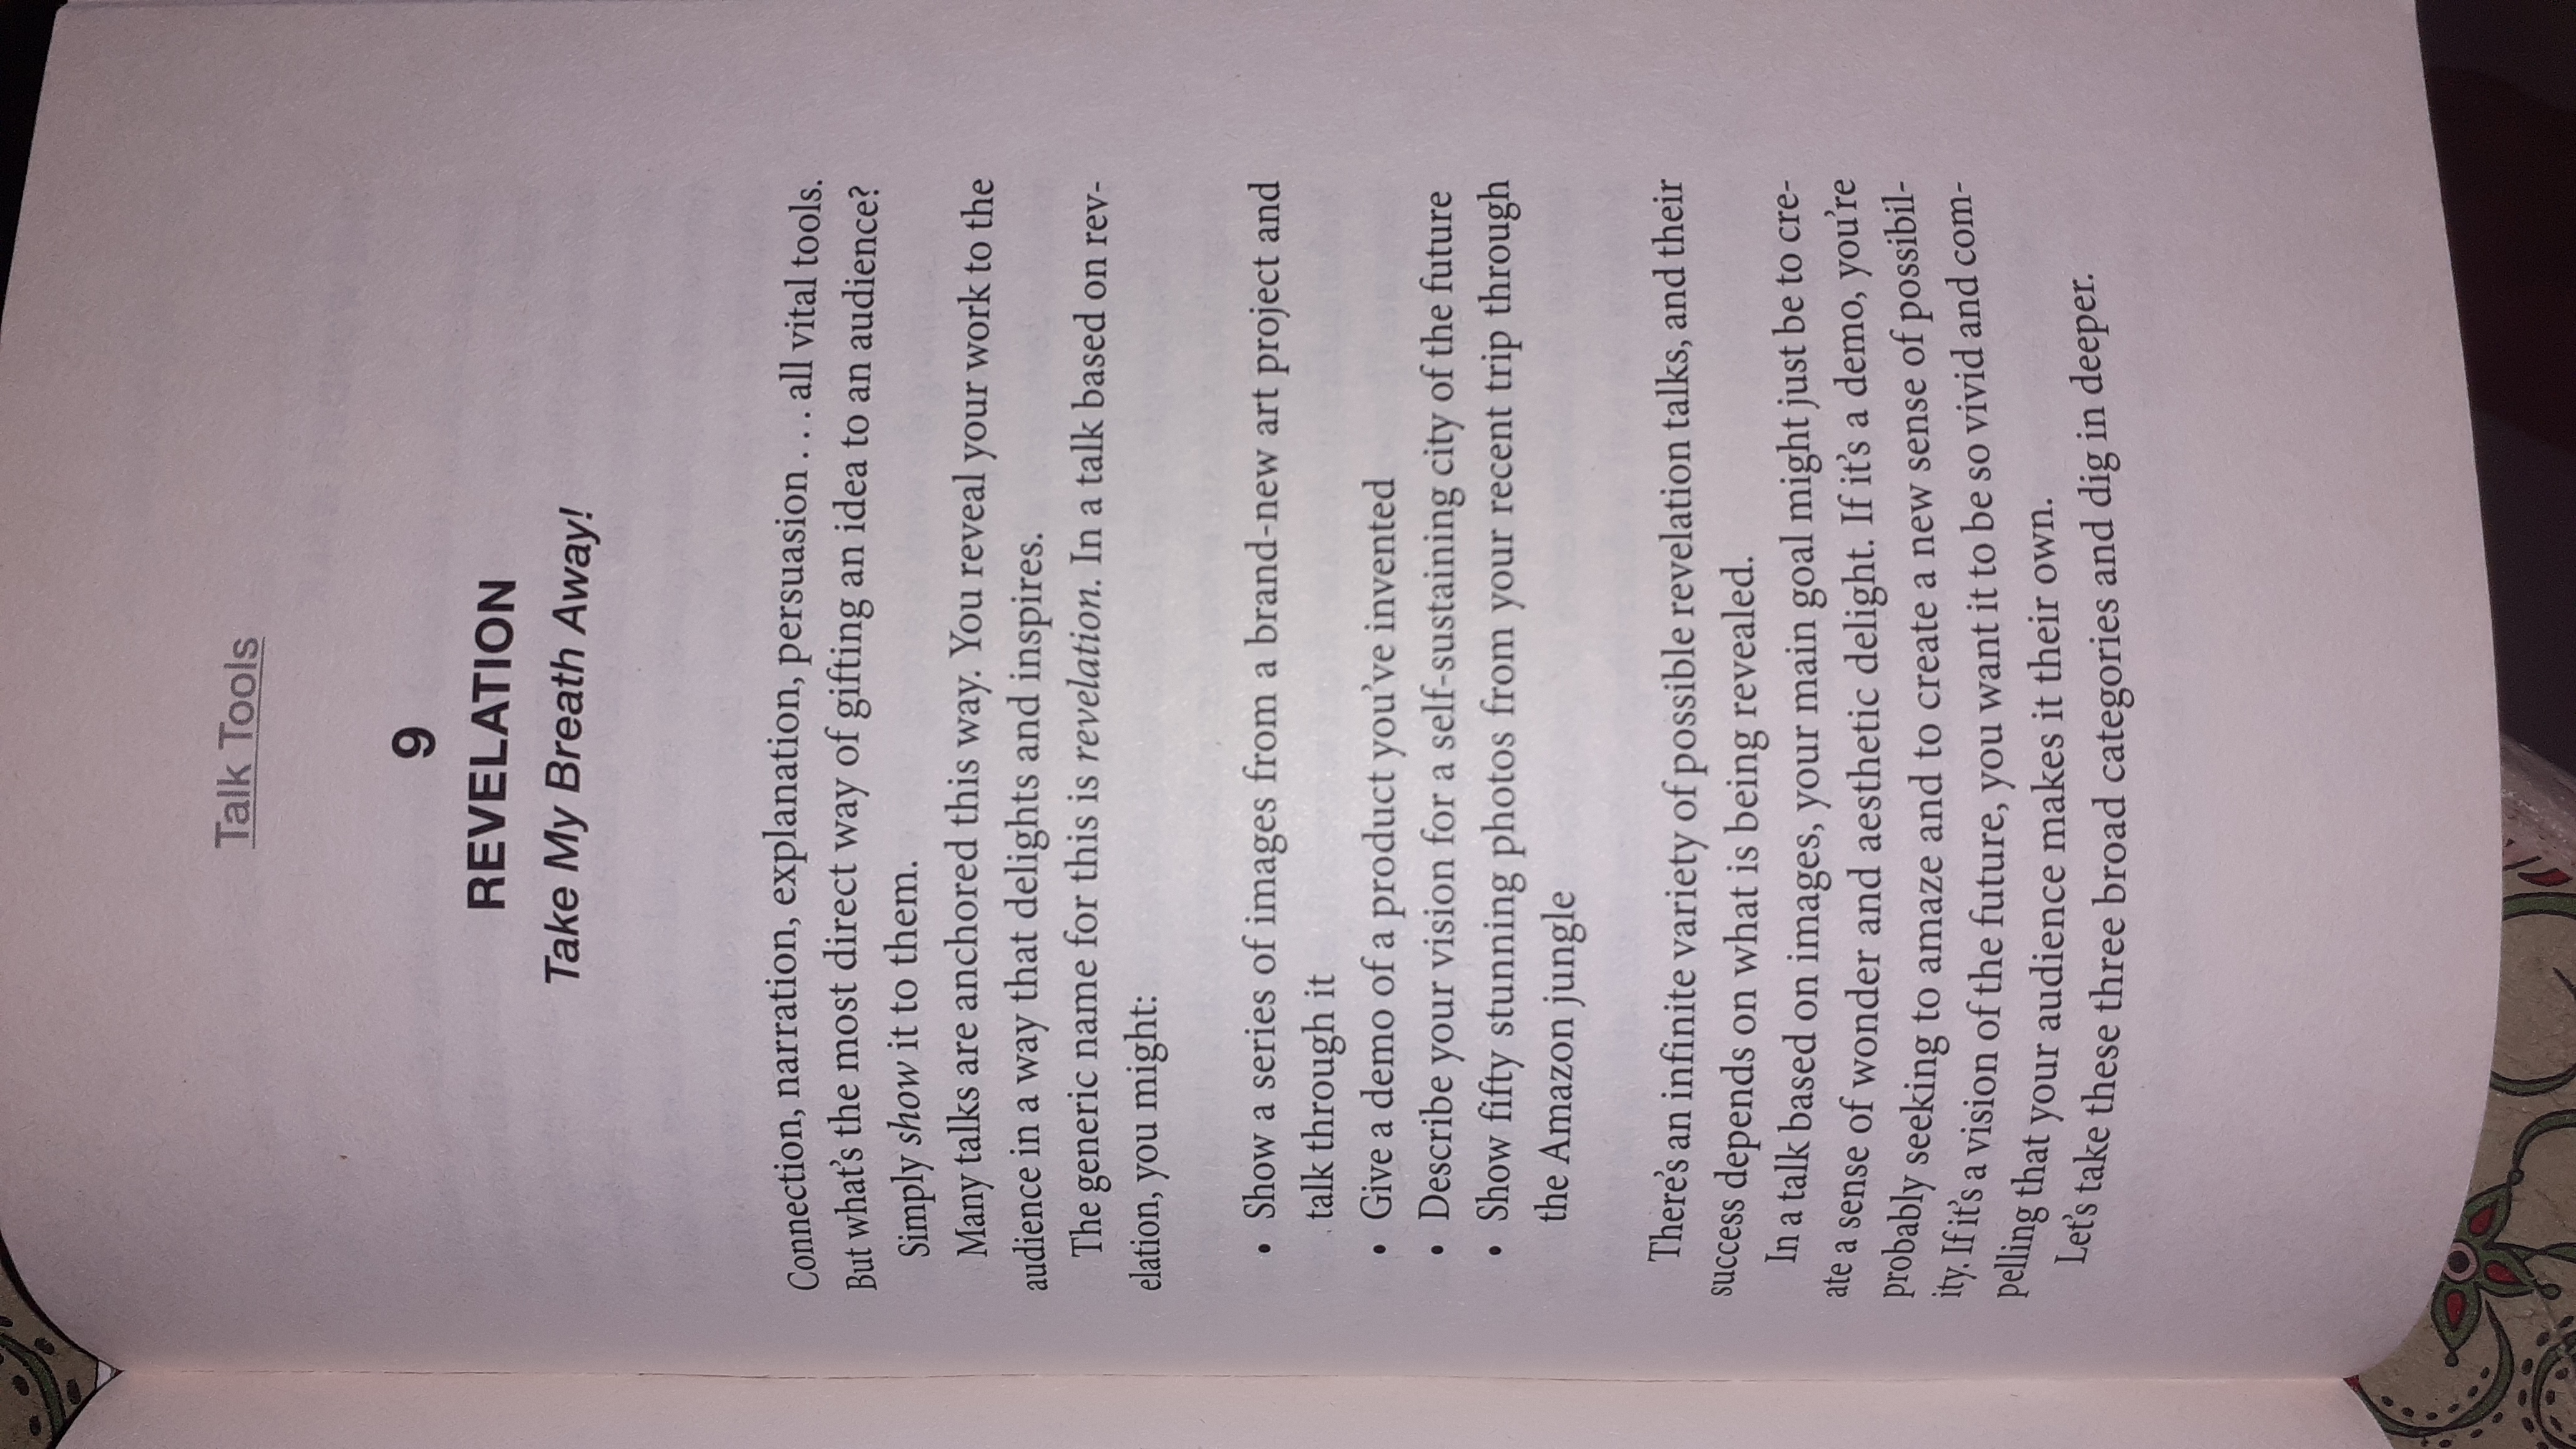 Talk Tools
9
REVELATION
Take My Breath Away!
Connection, narration, explanation, persuasion . . . all vital tools.
But what's the most direct way of gifting an idea to an audience?
Simply show it to them.
Many talks are anchored this way. You reveal your work to the
audience in a way that delights and inspires.
The generic name for this is revelation. In a talk based on rev-
elation, you might:
• Show a series of images from a brand-new art project and
talk through it
• Give a demo of a product you've invented
• Describe your vision for a self-sustaining city of the future
• Show fifty stunning photos from your recent trip through
the Amazon jungle
There's an infinite variety of possible revelation talks, and their
success depends on what is being revealed.
In a talk based on images, your main goal might just be to cre-
ate a sense of wonder and aesthetic delight. If it's a demo, you're
probably seeking to amaze and to create a new sense of possibil-
ity. If it's a vision of the future, you want it to be so vivid and com-
pelling that your audience makes it their own.
Let's take these three broad categories and dig in deeper.